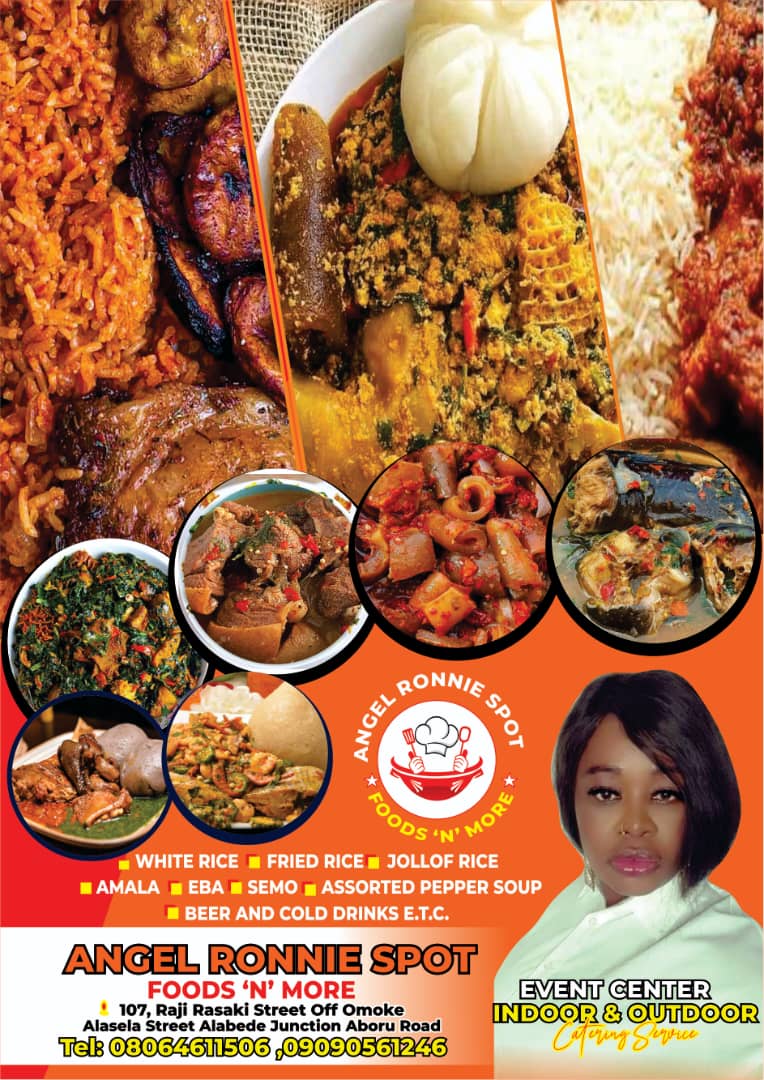 ANGEL RONNIE SPOT
FOODS 'N' MORE
WHITE RICE FRIED RICE JOLLOF RICE
AMALA EBA SEMO ASSORTED PEPPER SOUP
BEER AND COLD DRINKS E.T.C.
ANGEL RONNIE SPOT
FOODS 'N' MORE
107, Raji Rasaki Street Off Omoke
Alasela Street Alabede Junction Aboru Road
Tel: 08064611506 ,09090561246
EVENT CENTER
INDOOR & OUTDOOR
Catering Service